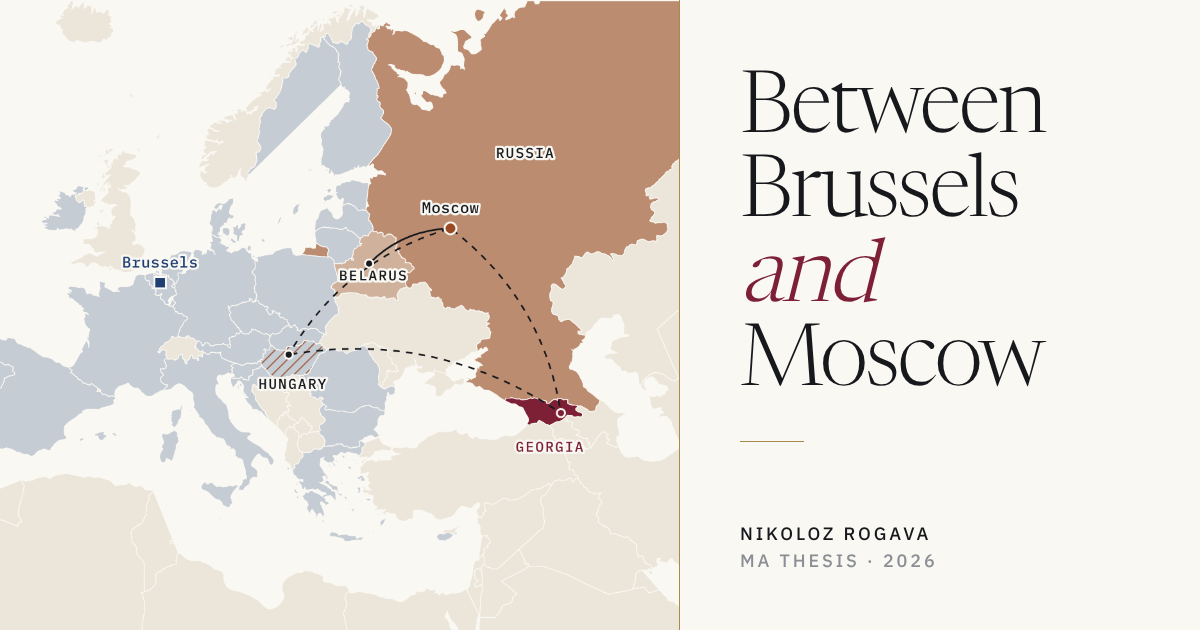 RUSSIA
Moscow
Brussels
BELARUS
HUNGARY
GEORGIA
Between
Brussels
and
Moscow
NIKOLOZ ROGAVA
MA THESIS · 2026